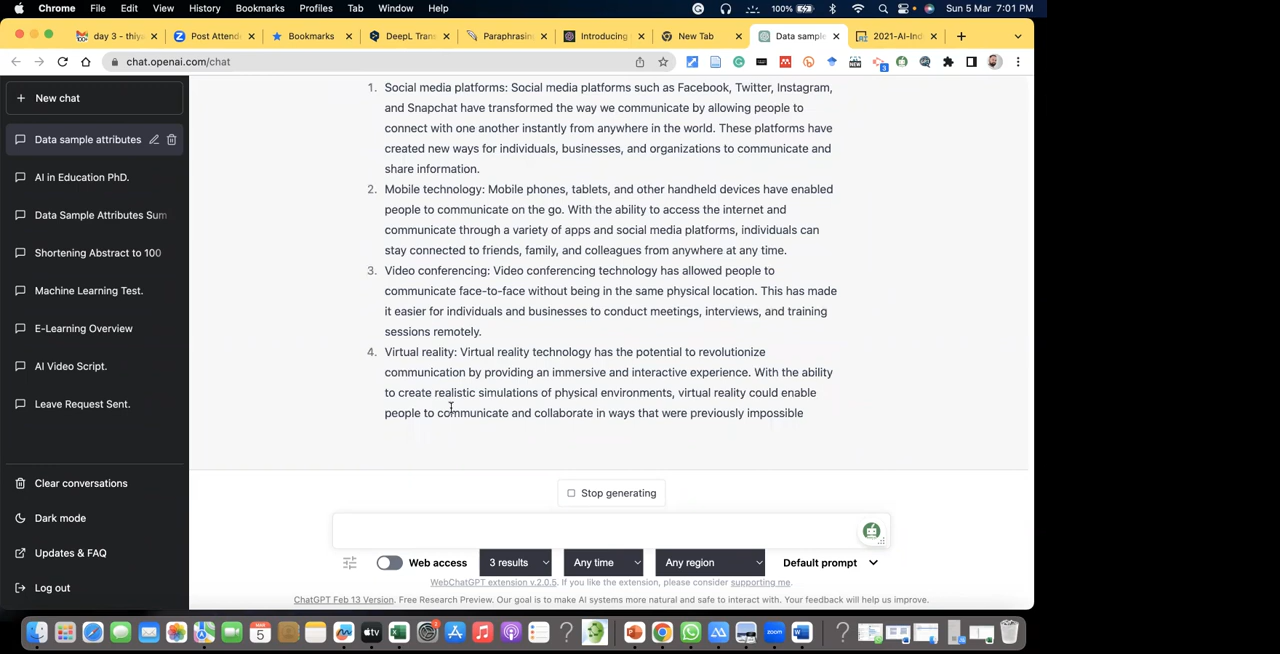 Chrome File Edit View History Bookmarks Profiles Tab Window Help 100% Sun 5 Mar 7:01 PM
day 3 - thiya Post Attend Bookmarks DeepL Tran Paraphrasin Introducing New Tab Data sample 2021-AI-Ind
chat.openai.com/chat
3
New chat
Data sample attributes
AI in Education PhD.
Data Sample Attributes Sum
Shortening Abstract to 100
Machine Learning Test.
E-Learning Overview
AI Video Script.
Leave Request Sent.
Clear conversations
Dark mode
Updates & FAQ
Log out
1. Social media platforms: Social media platforms such as Facebook, Twitter, Instagram,
and Snapchat have transformed the way we communicate by allowing people to
connect with one another instantly from anywhere in the world. These platforms have
created new ways for individuals, businesses, and organizations to communicate and
share information.
2. Mobile technology: Mobile phones, tablets, and other handheld devices have enabled
people to communicate on the go. With the ability to access the internet and
communicate through a variety of apps and social media platforms, individuals can
stay connected to friends, family, and colleagues from anywhere at any time.
3. Video conferencing: Video conferencing technology has allowed people to
communicate face-to-face without being in the same physical location. This has made
it easier for individuals and businesses to conduct meetings, interviews, and training
sessions remotely.
4. Virtual reality: Virtual reality technology has the potential to revolutionize
communication by providing an immersive and interactive experience. With the ability
to create realistic simulations of physical environments, virtual reality could enable
people to communicate and collaborate in ways that were previously impossible
Stop generating
Web access 3 results Any time Any region Default prompt
WebChatGPT extension v.2.0.5. If you like the extension, please consider supporting me.
ChatGPT Feb 13 Version. Free Research Preview. Our goal is to make AI systems more natural and safe to interact with. Your feedback will help us improve.
5 tv zoom